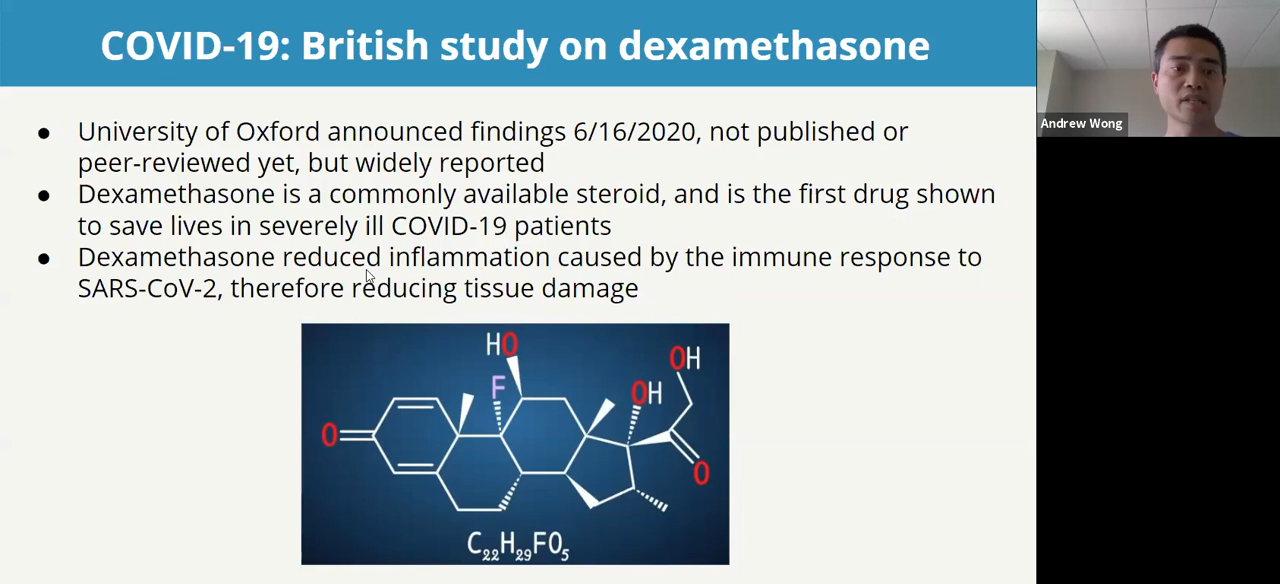 COVID-19: British study on dexamethasone
Andrew Wong
● University of Oxford announced findings 6/16/2020, not published or
peer-reviewed yet, but widely reported
● Dexamethasone is a commonly available steroid, and is the first drug shown
to save lives in severely ill COVID-19 patients
● Dexamethasone reduced inflammation caused by the immune response to
SARS-CoV-2, therefore reducing tissue damage
HO
OH
F
OH
O
O
C₂₂H₂₉FO₅